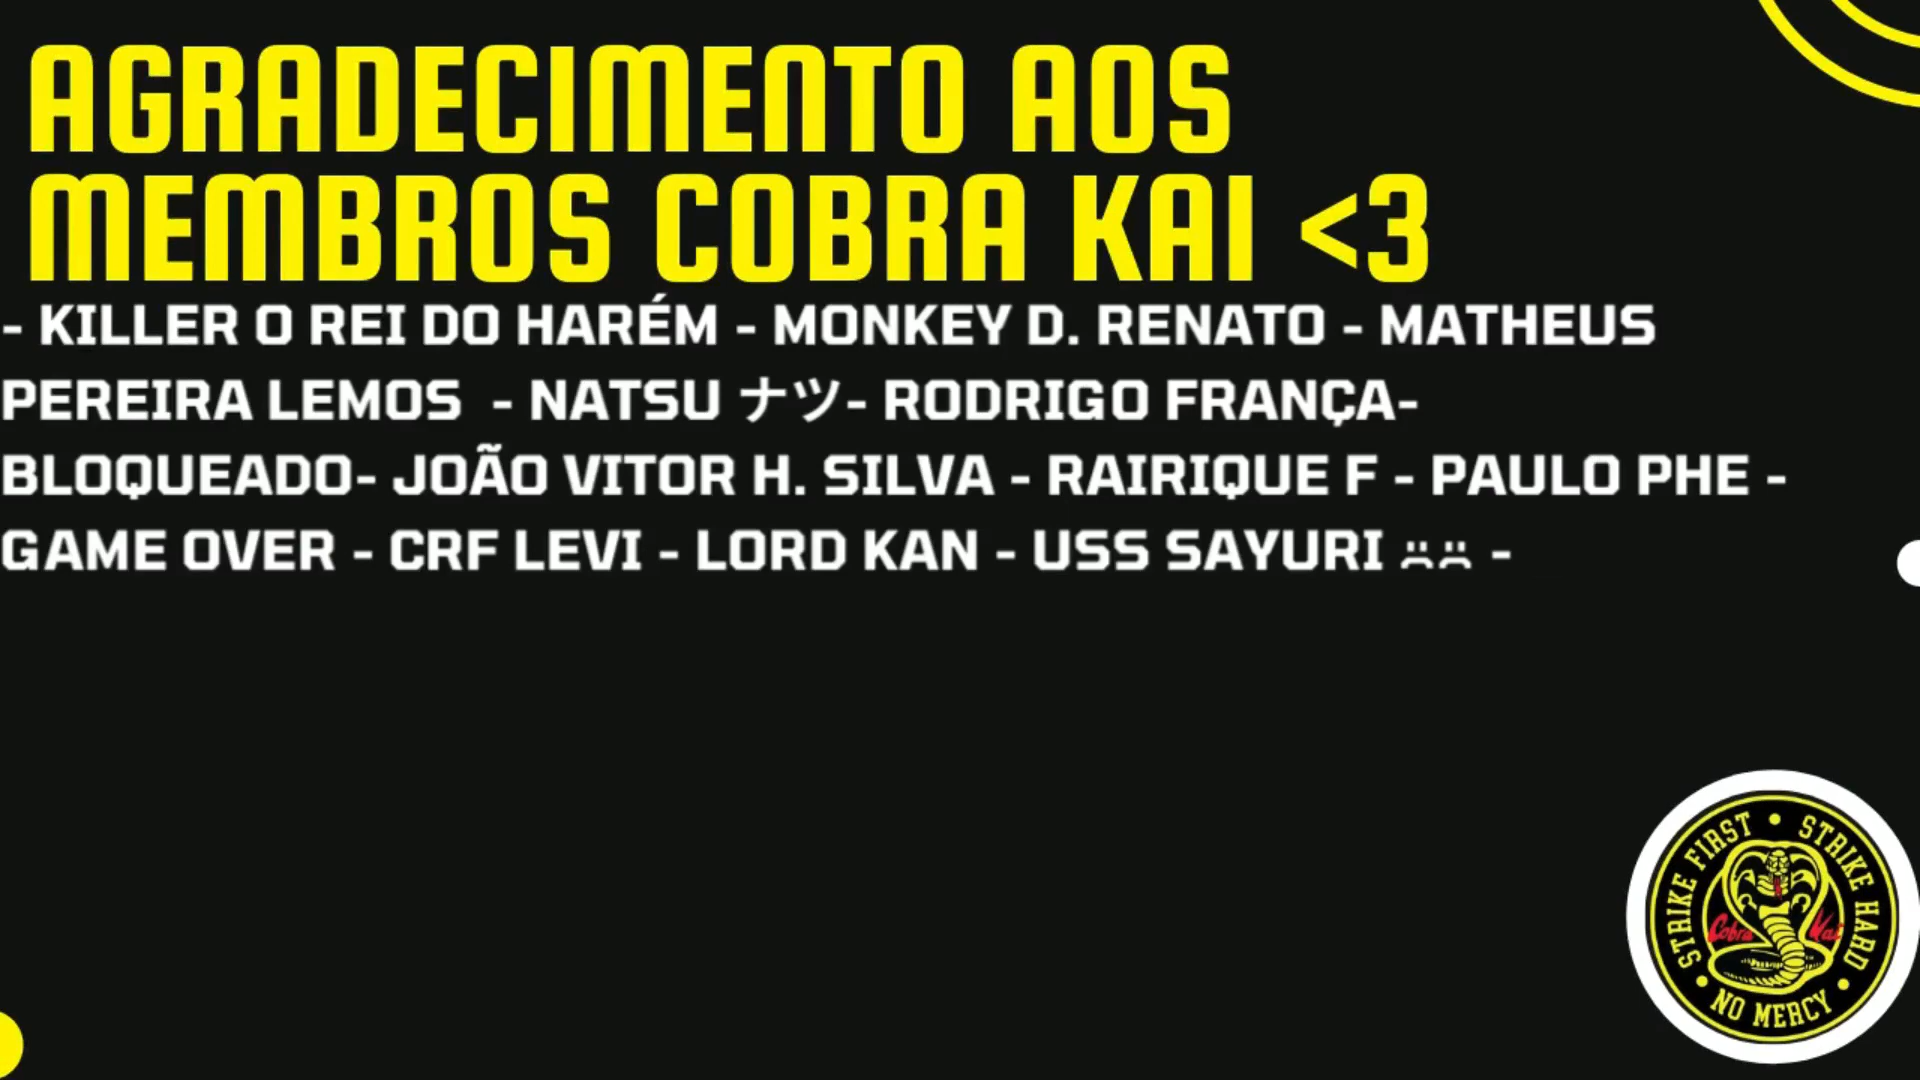 AGRADECIMENTO AOS
MEMBROS COBRA KAI <3
- KILLER O REI DO HARÉM - MONKEY D. RENATO - MATHEUS
PEREIRA LEMOS - NATSU ナツ- RODRIGO FRANÇA-
BLOQUEADO- JOÃO VITOR H. SILVA - RAIRIQUE F - PAULO PHE -
GAME OVER - CRF LEVI - LORD KAN - USS SAYURI -
STRIKE FIRST • STRIKE HARD • NO MERCY •
Cobra Kai